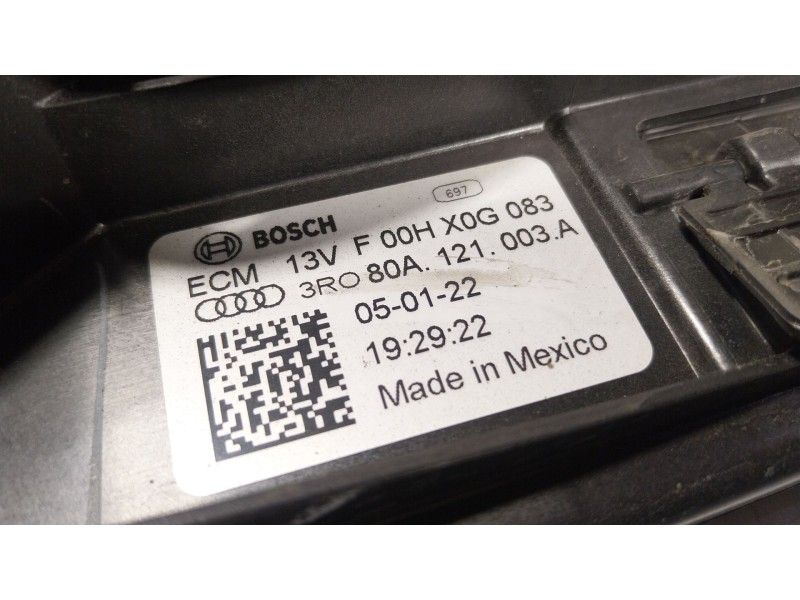 697
BOSCH
ECM 13V F 00H X0G 083
3RO 80A.121.003.A
05-01-22
19:29:22
Made in Mexico